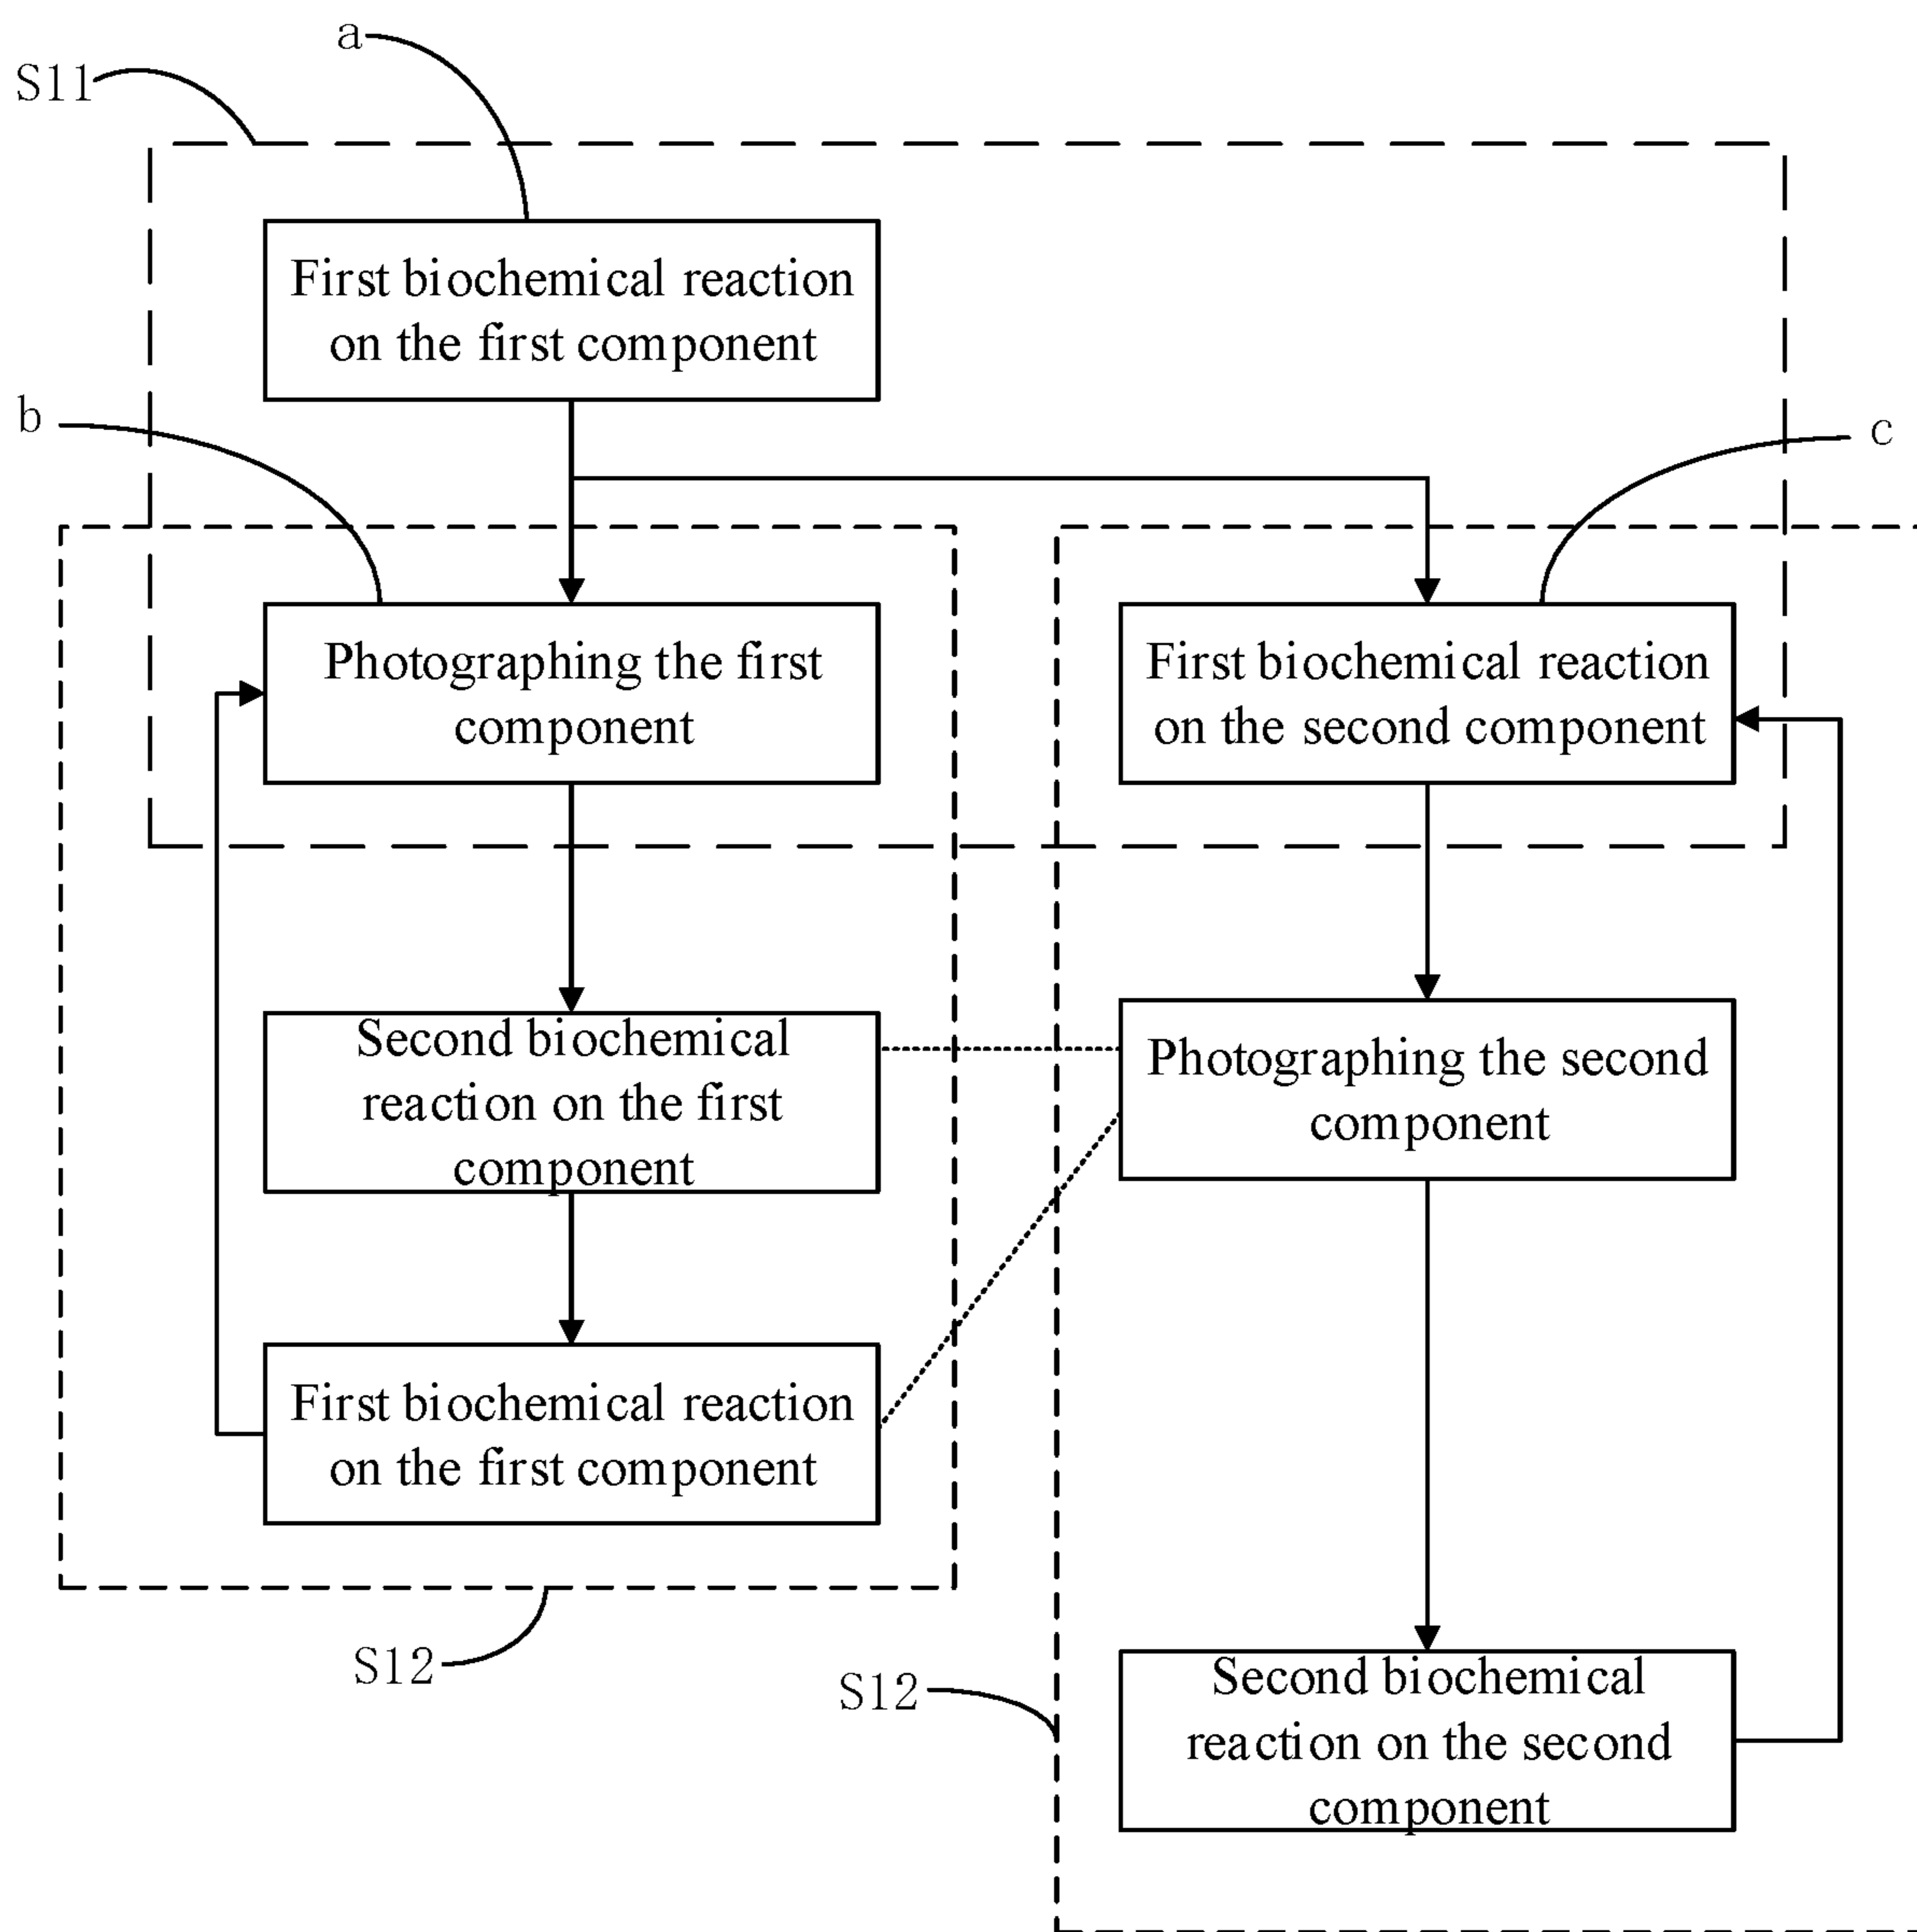 a
S11
First biochemical reaction
on the first component
b
c
Photographing the first
component
First biochemical reaction
on the second component
Second biochemical
reaction on the first
component
Photographing the second
component
First biochemical reaction
on the first component
S12
S12
Second biochemical
reaction on the second
component